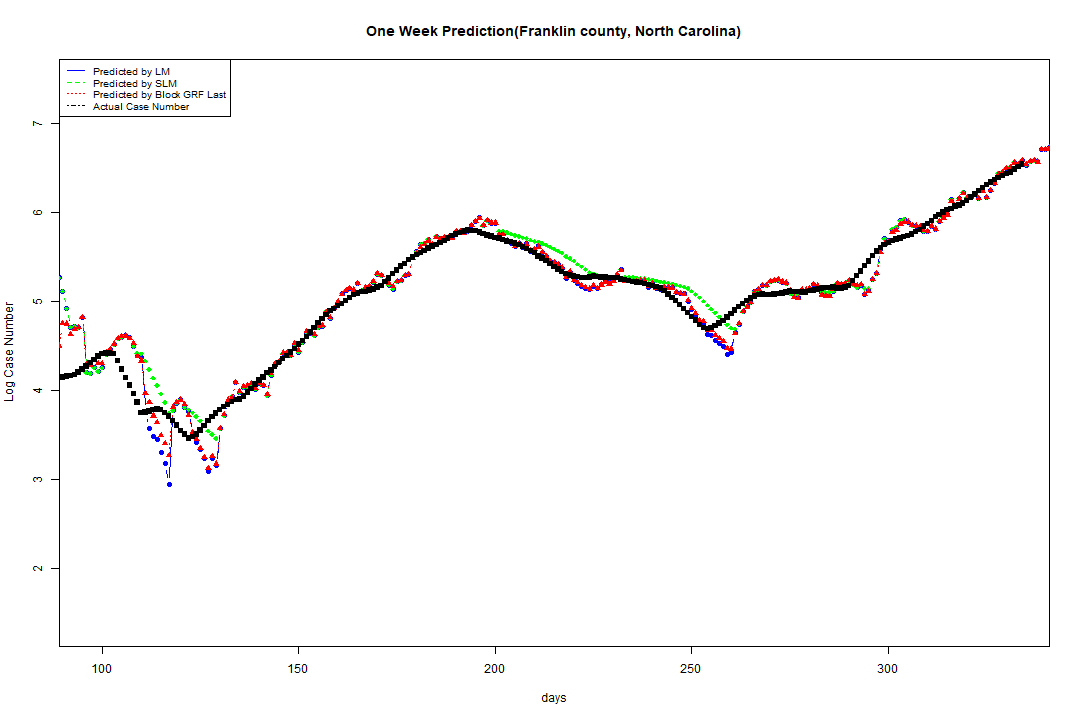 One Week Prediction(Franklin county, North Carolina)
Predicted by LM
Predicted by SLM
Predicted by Block GRF Last
Actual Case Number
7
6
5
4
3
2
Log Case Number
100 150 200 250 300
days